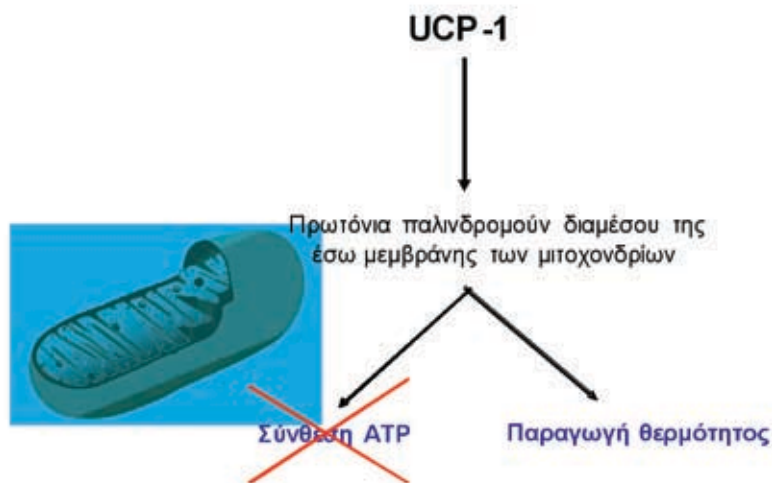 UCP-1
Πρωτόνια παλινδρομούν διαμέσου της
έσω μεμβράνης των μιτοχονδρίων
Σύνθεση ATP
Παραγωγή θερμότητος